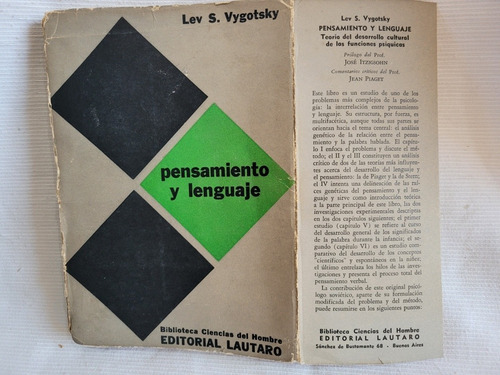 Lev S. Vygotsky
pensamiento
y lenguaje
Biblioteca Ciencias del Hombre
EDITORIAL LAUTARO
Lev S. Vygotsky
PENSAMIENTO Y LENGUAJE
Teoría del desarrollo cultural
de las funciones psíquicas
Prólogo del Prof.
JOSÉ ITZIGSOHN
Comentarios críticos del Prof.
JEAN PIAGET
Este libro es un estudio de uno de los
problemas más complejos de la psicolo-
gía: la interrelación entre pensamiento
y lenguaje. Su estructura, por fuerza, es
multifacética, aunque todas sus partes se
orientan hacia el tema central: el análisis
genético de la relación entre el pensa-
miento y la palabra hablada. El capítu-
lo I enfoca el problema y discute el mé-
todo; el II y el III constituyen un análisis
crítico de dos de las teorías más influyen-
tes acerca del desarrollo del lenguaje y
el pensamiento: la de Piaget y la de Stern;
el IV intenta una delineación de las raí-
ces genéticas del pensamiento y el len-
guaje y sirve como introducción teórica
a la parte principal de este libro, las dos
investigaciones experimentales descriptas
en los dos capítulos siguientes; el primer
estudio (capítulo V) se refiere al curso
del desarrollo general de los significados
de la palabra durante la infancia; el se-
gundo (capítulo VI) es un estudio com-
parativo del desarrollo de los conceptos
"científicos" y espontáneos en la niñez;
el último entrelaza los hilos de las inves-
tigaciones y presenta el proceso total del
pensamiento verbal.
La contribución de este original psicó-
logo soviético, aparte de su formulación
modificada del problema y del método,
puede resumirse en los siguientes puntos:
Biblioteca Ciencias del Hombre
EDITORIAL LAUTARO
Sánchez de Bustamante 68 - Buenos Aires